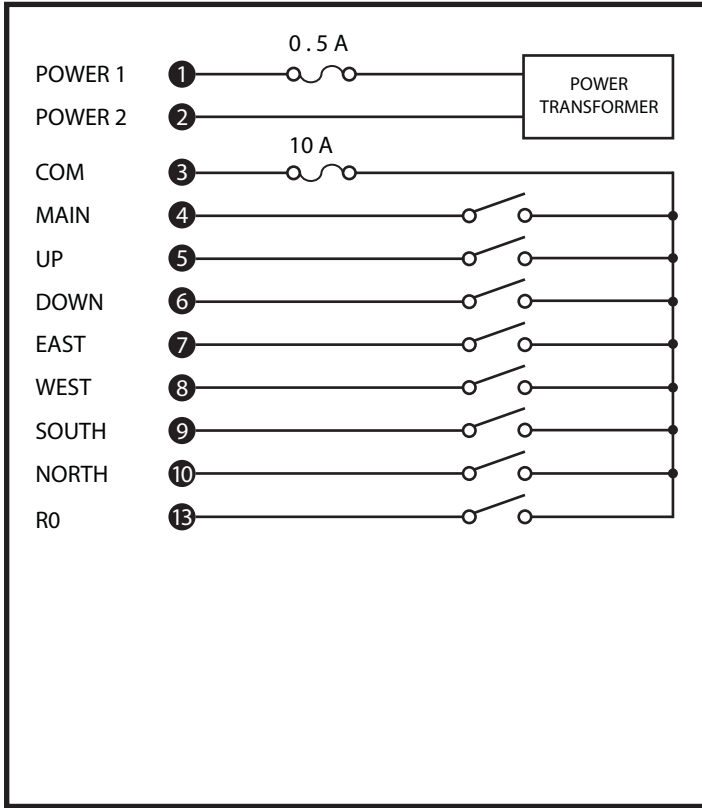 0 . 5 A
POWER 1 1
POWER
TRANSFORMER
POWER 2 2
10 A
COM 3
MAIN 4
UP 5
DOWN 6
EAST 7
WEST 8
SOUTH 9
NORTH 10
R0 13